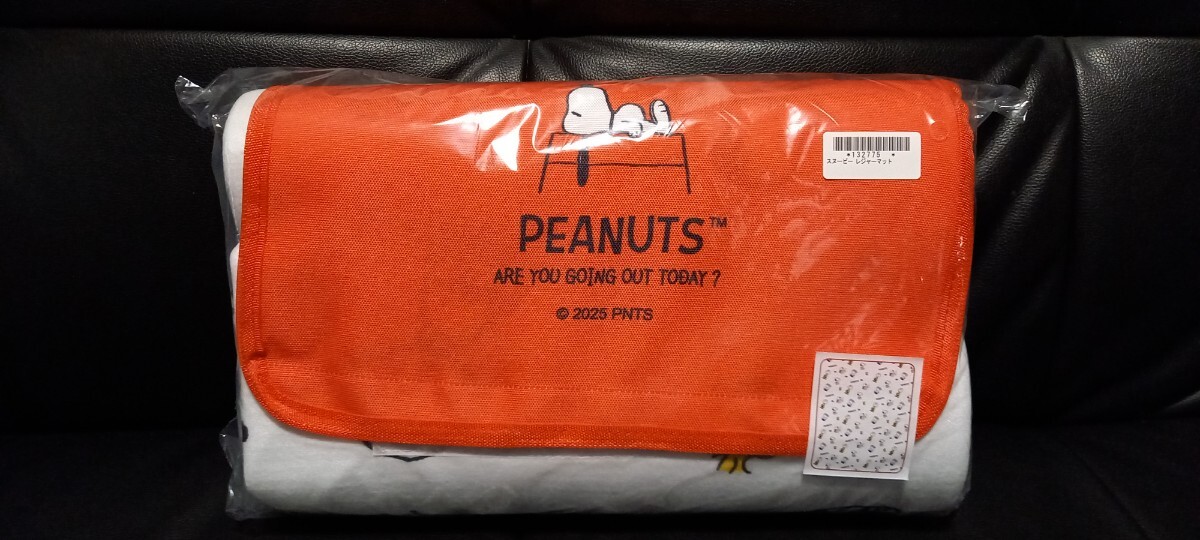 *132775 *
スヌーピー レジャーマット
PEANUTS™
ARE YOU GOING OUT TODAY?
© 2025 PNTS